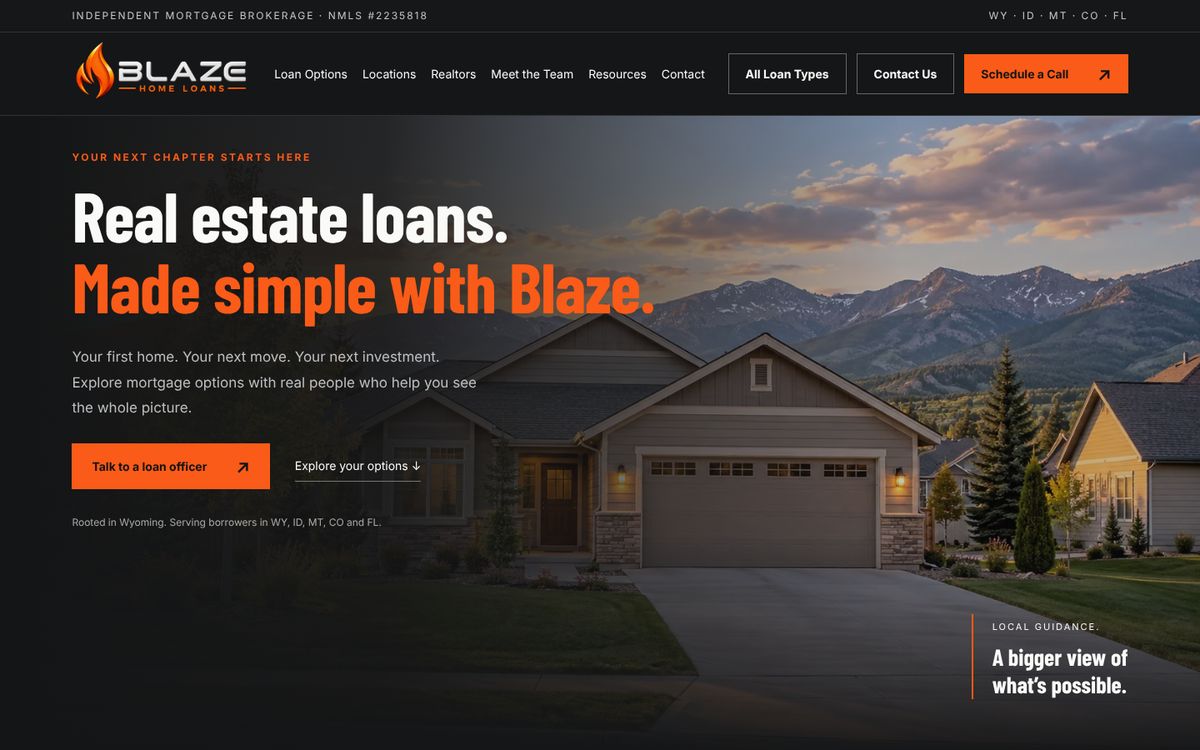 INDEPENDENT MORTGAGE BROKERAGE · NMLS #2235818
WY · ID · MT · CO · FL
BLAZE
HOME LOANS
Loan Options
Locations
Realtors
Meet the Team
Resources
Contact
All Loan Types
Contact Us
Schedule a Call ↗
YOUR NEXT CHAPTER STARTS HERE
Real estate loans.
Made simple with Blaze.
Your first home. Your next move. Your next investment.
Explore mortgage options with real people who help you see
the whole picture.
Talk to a loan officer ↗
Explore your options ↓
Rooted in Wyoming. Serving borrowers in WY, ID, MT, CO and FL.
LOCAL GUIDANCE.
A bigger view of
what’s possible.